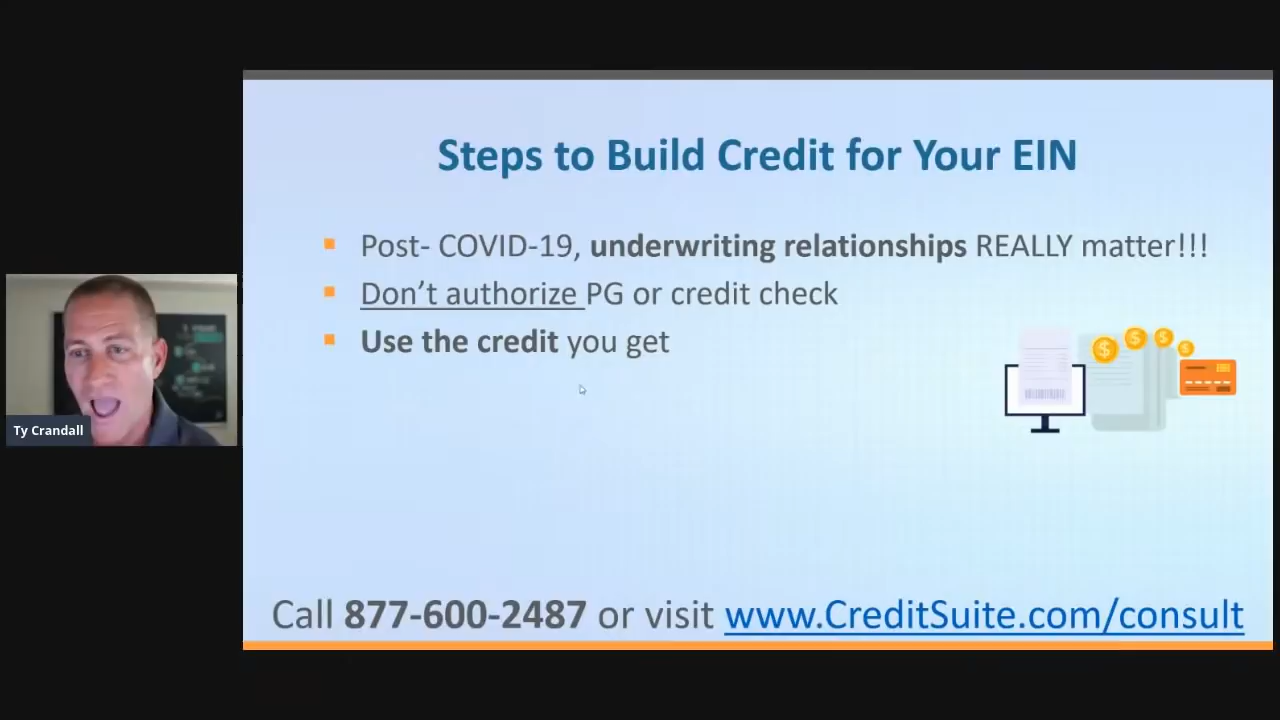 Steps to Build Credit for Your EIN
Post- COVID-19, underwriting relationships REALLY matter!!!
Don't authorize PG or credit check
Use the credit you get
Ty Crandall
Call 877-600-2487 or visit www.CreditSuite.com/consult